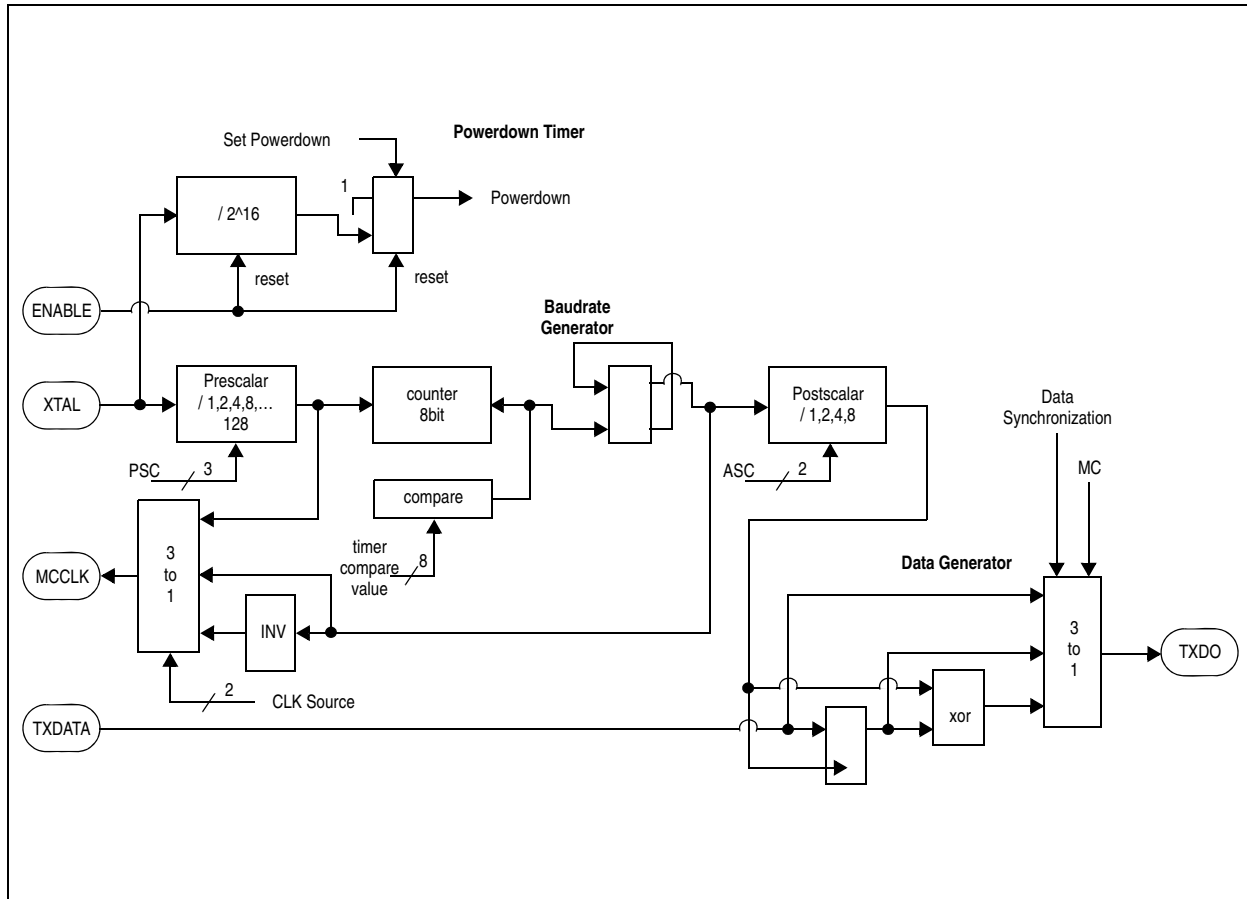 Set Powerdown
Powerdown Timer
/ 2^16
1
Powerdown
reset
reset
ENABLE
Baudrate
Generator
XTAL
Prescalar
/ 1,2,4,8,...
128
counter
8bit
Postscalar
/ 1,2,4,8
Data
Synchronization
PSC
3
ASC
2
MC
compare
3
to
1
timer
compare
value
8
MCCLK
INV
Data Generator
3
to
1
TXDO
2
CLK Source
TXDATA
xor